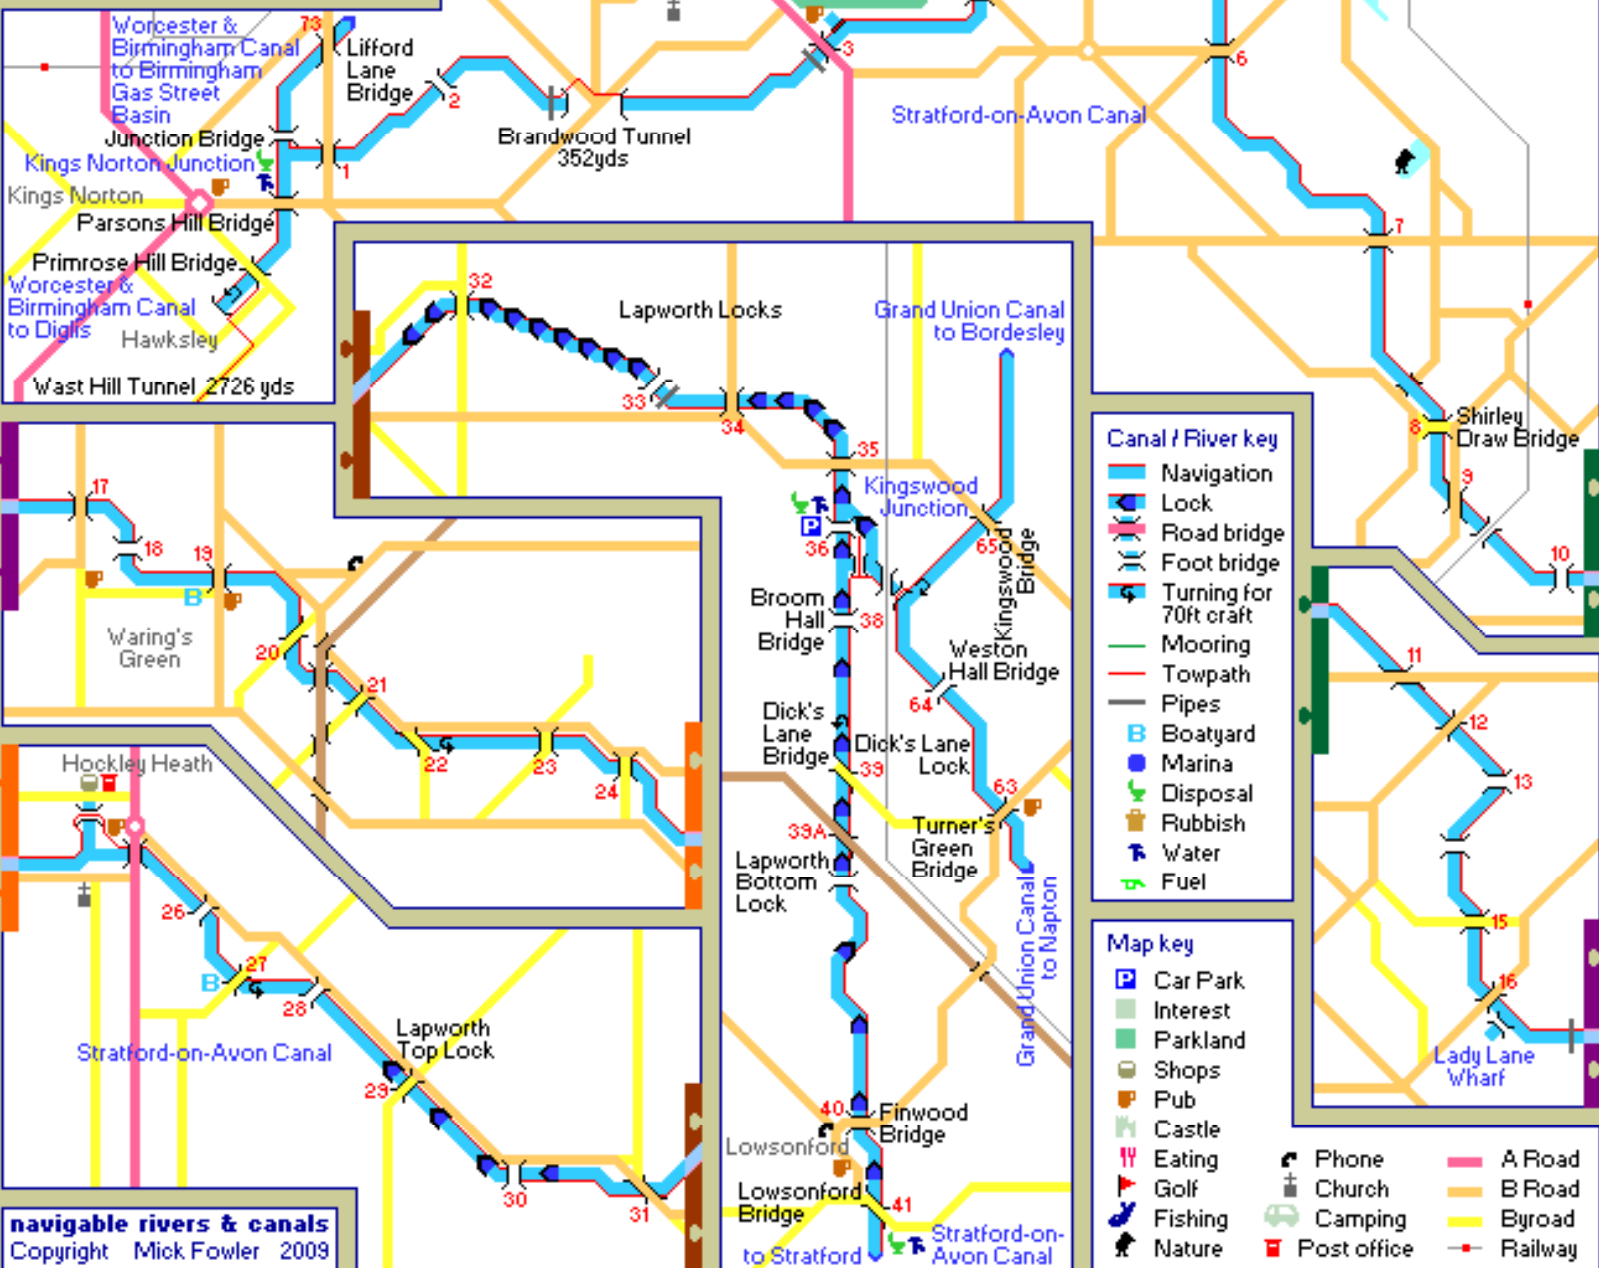 Worcester &
Birmingham Canal
to Birmingham
Gas Street
Basin
73
Lifford
Lane
Bridge
2
3
6
Junction Bridge
Kings Norton Junction
1
Brandwood Tunnel
352yds
Stratford-on-Avon Canal
Kings Norton
Parsons Hill Bridge
7
Primrose Hill Bridge
Worcester &
Birmingham Canal
to Diglis
Hawksley
Wast Hill Tunnel 2726 yds
32
Lapworth Locks
Grand Union Canal
to Bordesley
33
34
35
Kingswood
Junction
P
36
65
Kingswood
Bridge
Broom
Hall
Bridge
38
Weston
Hall Bridge
64
Dick's
Lane
Bridge
Dick's Lane
Lock
39
63
39A
Turner's
Green
Bridge
Lapworth
Bottom
Lock
Grand Union Canal
to Napton
40
Finwood
Bridge
Lowsonford
Lowsonford
Bridge
41
Stratford-on-
Avon Canal
to Stratford
8
Shirley
Draw Bridge
9
10
Canal / River key
Navigation
Lock
Road bridge
Foot bridge
Turning for
70ft craft
Mooring
Towpath
Pipes
B Boatyard
Marina
Disposal
Rubbish
Water
Fuel
11
12
13
15
16
Lady Lane
Wharf
17
18
19
B
Waring's
Green
20
21
22
23
24
Hockley Heath
26
27
B
28
Stratford-on-Avon Canal
Lapworth
Top Lock
29
30
31
Map key
P Car Park
Interest
Parkland
Shops
Pub
Castle
Eating
Golf
Fishing
Nature
Phone
Church
Camping
Post office
A Road
B Road
Byroad
Railway
navigable rivers & canals
Copyright Mick Fowler 2009